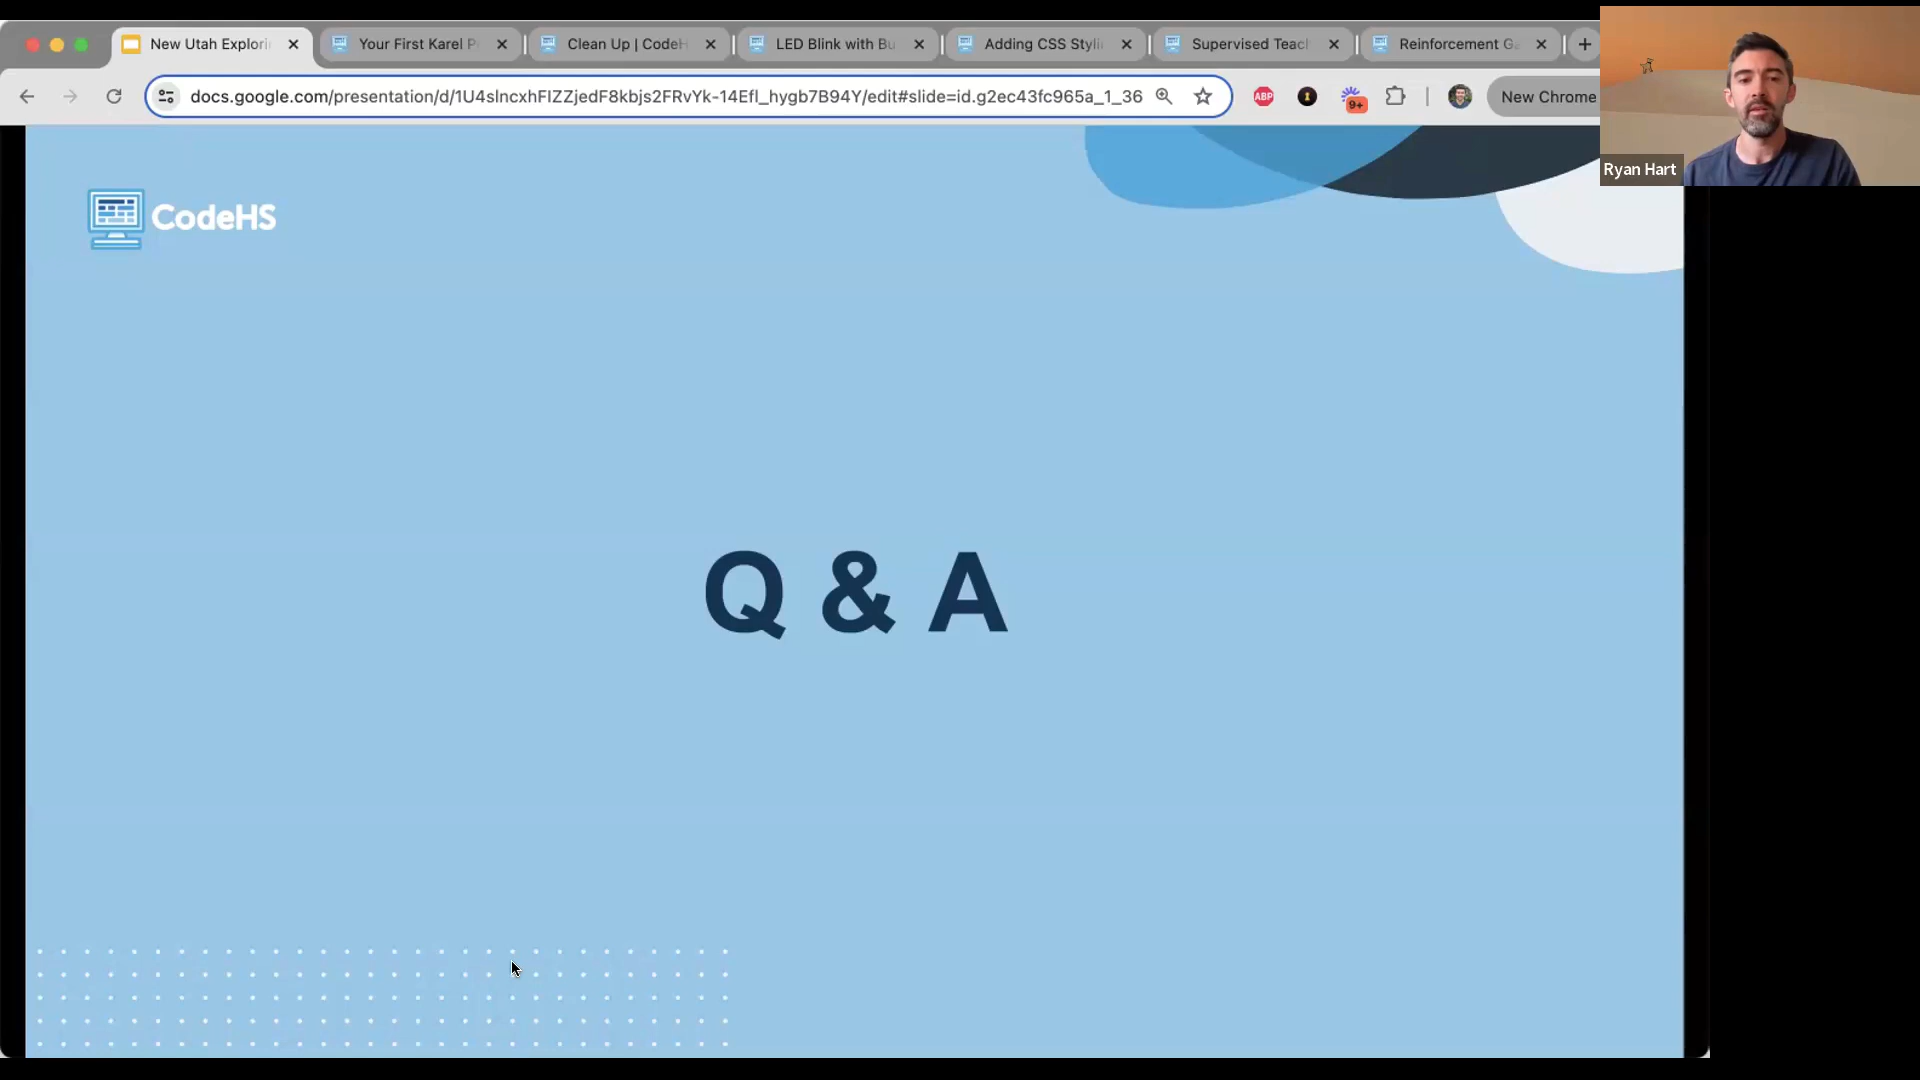 New Utah Explori
Your First Karel P
Clean Up | CodeH
LED Blink with Bu
Adding CSS Styli
Supervised Teac
Reinforcement G
docs.google.com/presentation/d/1U4slncxhFIZZjedF8kbjs2FRvYk-14Efl_hygb7B94Y/edit#slide=id.g2ec43fc965a_1_36
ABP
9+
New Chrome
Ryan Hart
CodeHS
Q & A